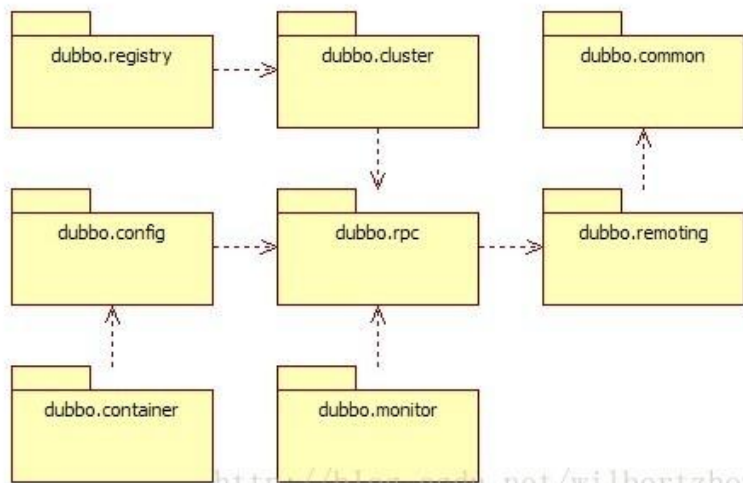 dubbo.registry
dubbo.cluster
dubbo.common
dubbo.config
dubbo.rpc
dubbo.remoting
dubbo.container
dubbo.monitor